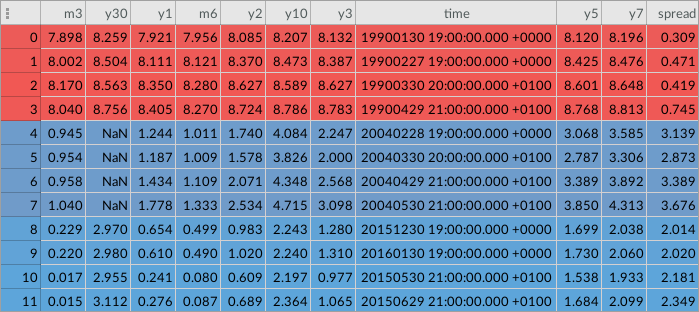 m3 y30 y1 m6 y2 y10 y3 time y5 y7 spread
0 7.898 8.259 7.921 7.956 8.085 8.207 8.132 19900130 19:00:00.000 +0000 8.120 8.196 0.309
1 8.002 8.504 8.111 8.121 8.370 8.473 8.387 19900227 19:00:00.000 +0000 8.425 8.476 0.471
2 8.170 8.563 8.350 8.280 8.627 8.589 8.627 19900330 20:00:00.000 +0100 8.601 8.648 0.419
3 8.040 8.756 8.405 8.270 8.724 8.786 8.783 19900429 21:00:00.000 +0100 8.768 8.813 0.745
4 0.945 NaN 1.244 1.011 1.740 4.084 2.247 20040228 19:00:00.000 +0000 3.068 3.585 3.139
5 0.954 NaN 1.187 1.009 1.578 3.826 2.000 20040330 20:00:00.000 +0100 2.787 3.306 2.873
6 0.958 NaN 1.434 1.109 2.071 4.348 2.568 20040429 21:00:00.000 +0100 3.389 3.892 3.389
7 1.040 NaN 1.778 1.333 2.534 4.715 3.098 20040530 21:00:00.000 +0100 3.850 4.313 3.676
8 0.229 2.970 0.654 0.499 0.983 2.243 1.280 20151230 19:00:00.000 +0000 1.699 2.038 2.014
9 0.220 2.980 0.610 0.490 1.020 2.240 1.310 20160130 19:00:00.000 +0000 1.730 2.060 2.020
10 0.017 2.955 0.241 0.080 0.609 2.197 0.977 20150530 21:00:00.000 +0100 1.538 1.933 2.181
11 0.015 3.112 0.276 0.087 0.689 2.364 1.065 20150629 21:00:00.000 +0100 1.684 2.099 2.349